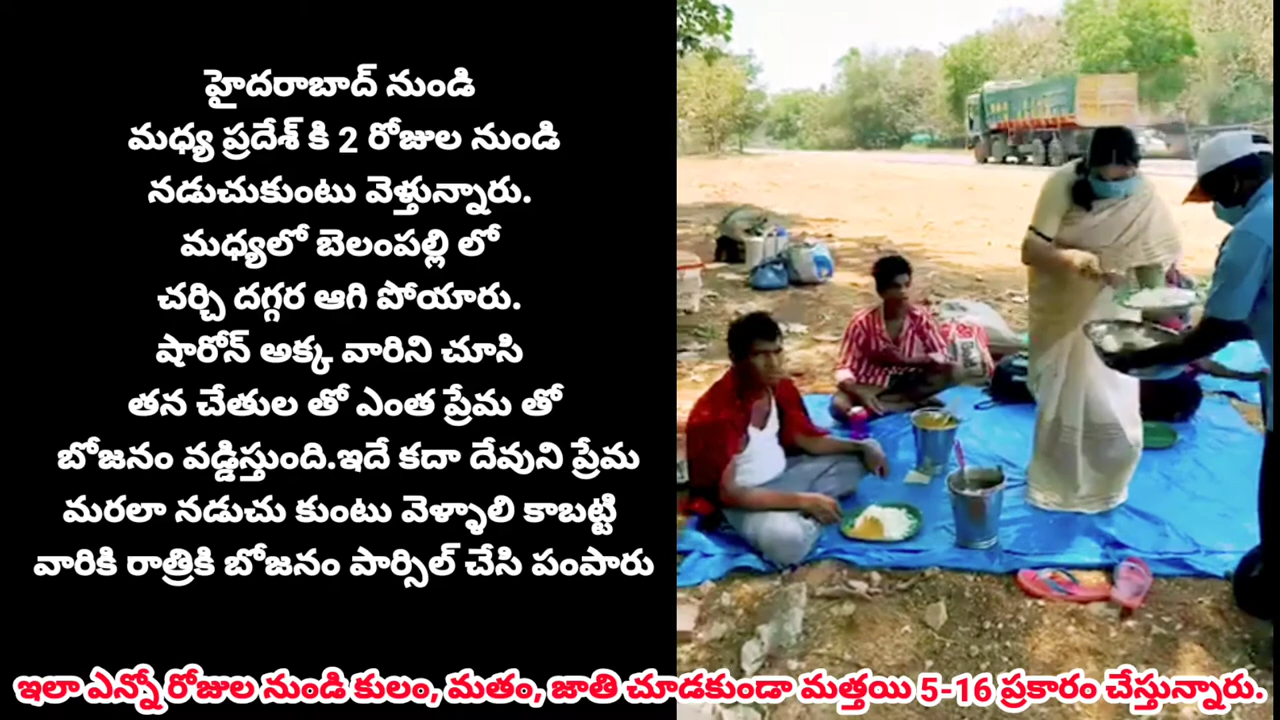 హైదరాబాద్ నుండి
మధ్య ప్రదేశ్ కి 2 రోజుల నుండి
నడుచుకుంటు వెళ్తున్నారు.
మధ్యలో బెలంపల్లి లో
చర్చి దగ్గర ఆగి పోయారు.
షారోన్ అక్క వారిని చూసి
తన చేతుల తో ఎంత ప్రేమ తో
బోజనం వడ్డిస్తుంది.ఇదే కదా దేవుని ప్రేమ
మరలా నడుచు కుంటు వెళ్ళాలి కాబట్టి
వారికి రాత్రికి బోజనం పార్సిల్ చేసి పంపారు
ఇలా ఎన్నో రోజుల నుండి కులం, మతం, జాతి చూడకుండా మత్తయి 5-16 ప్రకారం చేస్తున్నారు.